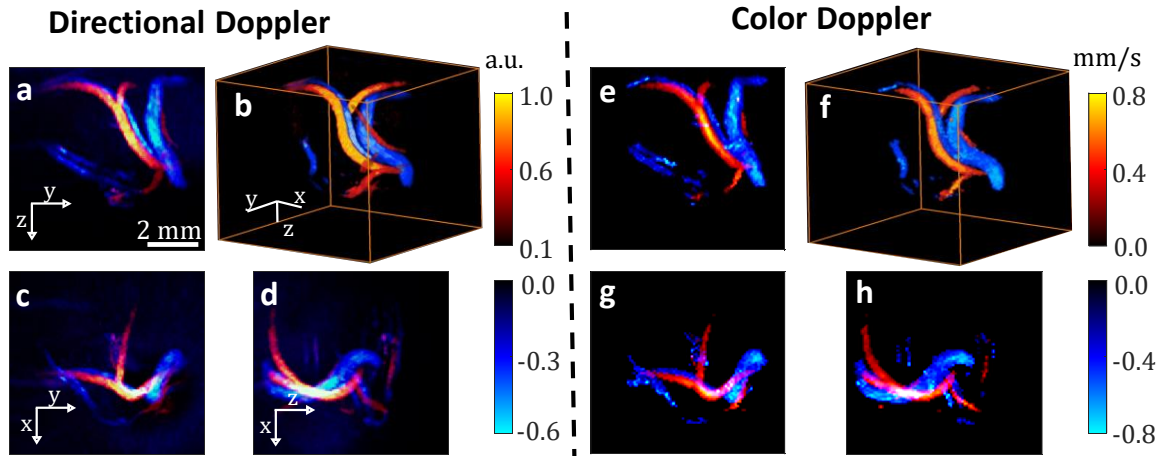 Directional Doppler
Color Doppler
a.u.
mm/s
a
b
e
f
1.0
0.6
0.1
0.8
0.4
0.0
y
z
2 mm
y
x
z
c
d
g
h
0.0
-0.3
-0.6
0.0
-0.4
-0.8
y
x
z
x